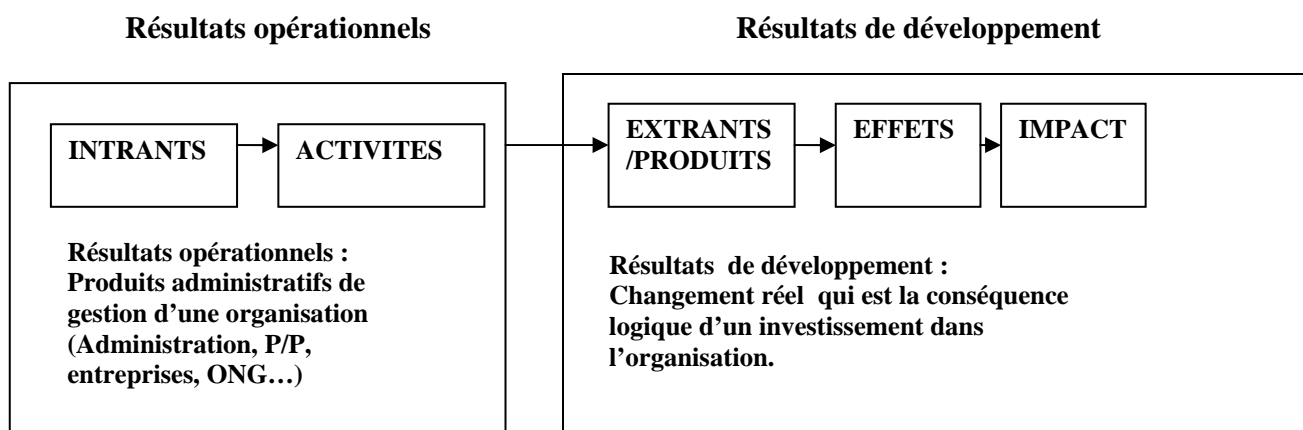 Résultats opérationnels
Résultats de développement
INTRANTS
ACTIVITES
EXTRANTS
/PRODUITS
EFFETS
IMPACT
Résultats opérationnels :
Produits administratifs de
gestion d’une organisation
(Administration, P/P,
entreprises, ONG…)
Résultats  de développement :
Changement réel  qui est la conséquence
logique d’un investissement dans
l’organisation.